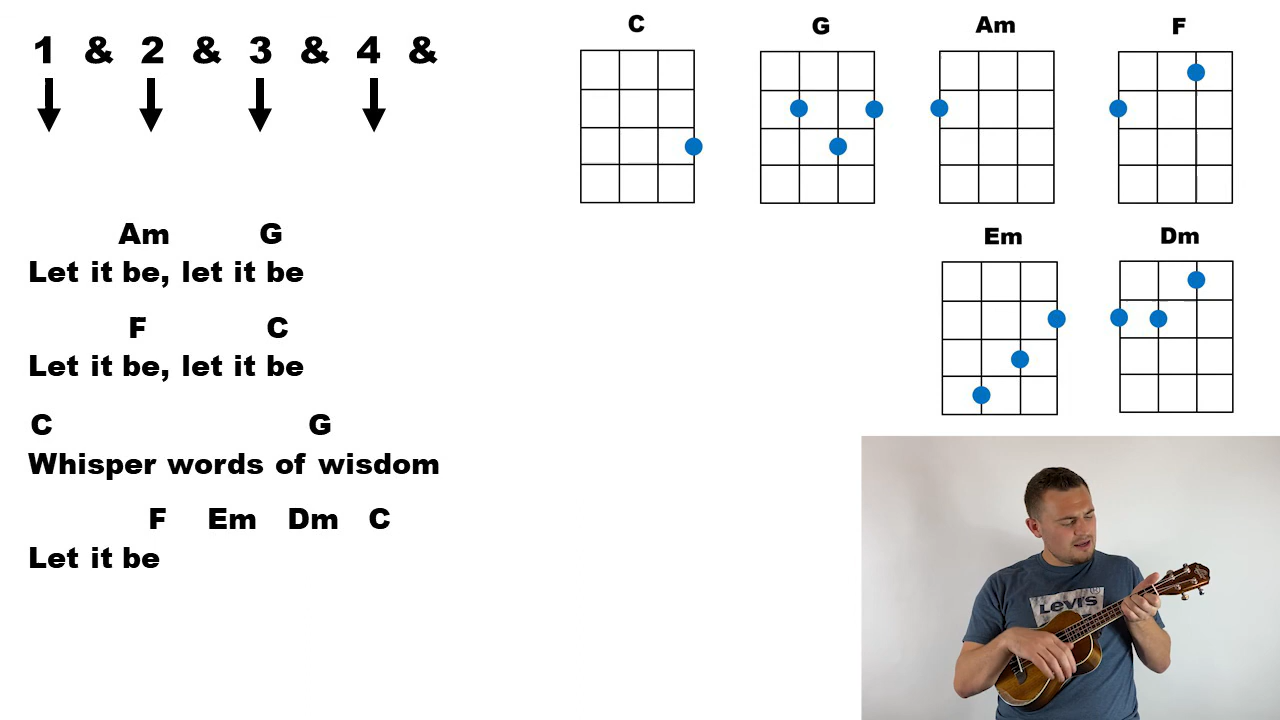 1 & 2 & 3 & 4 &
C G Am F
Em Dm
Am G
Let it be, let it be
F C
Let it be, let it be
C G
Whisper words of wisdom
F Em Dm C
Let it be
LEVI'S